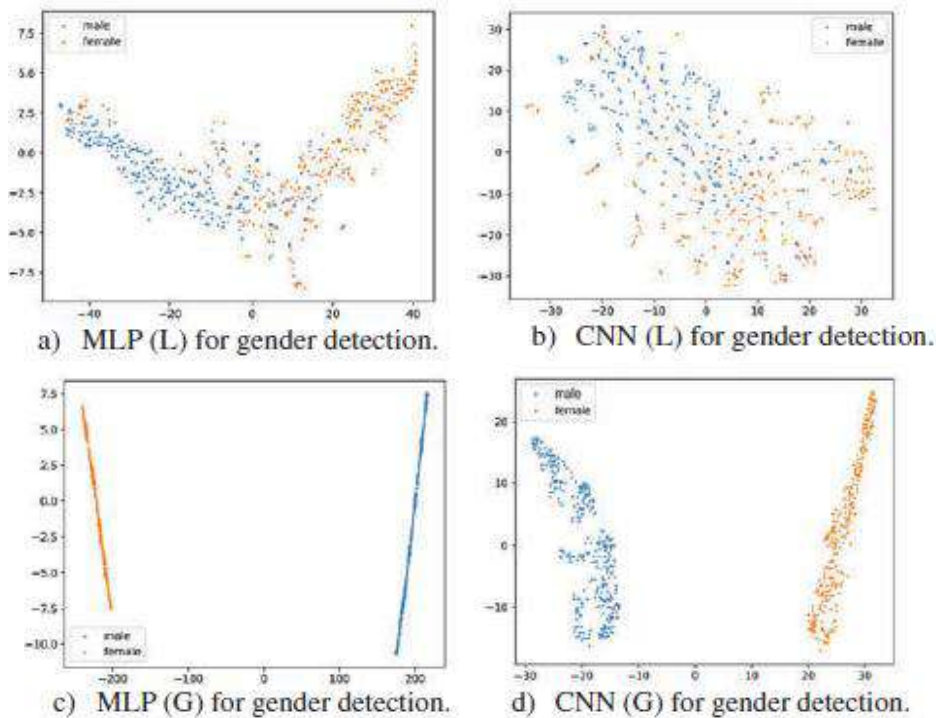 male
female
7.5
5.0
2.5
0.0
−2.5
−5.0
−7.5
−40 −20 0 20 40
a) MLP (L) for gender detection.
male
female
30
20
10
0
−10
−20
−30
−30 −20 −10 0 10 20 30
b) CNN (L) for gender detection.
7.5
5.0
2.5
0.0
−2.5
−5.0
−7.5
−10.0
male
female
−200 −100 0 100 200
c) MLP (G) for gender detection.
male
female
20
10
0
−10
−30 −20 −10 0 10 20 30
d) CNN (G) for gender detection.